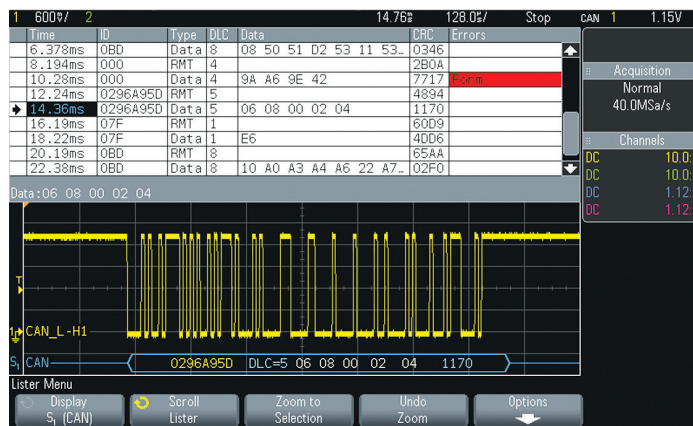 1 600♥/ 2 14.76s 128.0s/ Stop CAN 1 1.15V
Time ID Type DLC Data CRC Errors
6.378ms 0BD Data 8 08 50 51 D2 53 11 53… 0346
8.194ms 000 RMT 4 2B0A
10.28ms 000 Data 4 9A A6 9E 42 7717 Form
12.24ms 0296A95D RMT 5 4894
14.36ms 0296A95D Data 5 06 08 00 02 04 1170
16.19ms 07F RMT 1 60D9
18.22ms 07F Data 1 E6 4DD6
20.19ms 0BD RMT 8 65AA
22.38ms 0BD Data 8 10 A0 A3 A4 A6 22 A7… 02F0
Acquisition
Normal
40.0MSa/s
Channels
DC 10.0:
DC 10.0:
DC 1.12:
DC 1.12:
Data:06 08 00 02 04
T
1 CAN_L-H1
S1 CAN 0296A95D DLC=5 06 08 00 02 04 1170
Lister Menu
Display Scroll Zoom to Undo Options
S1 (CAN) Lister Selection Zoom